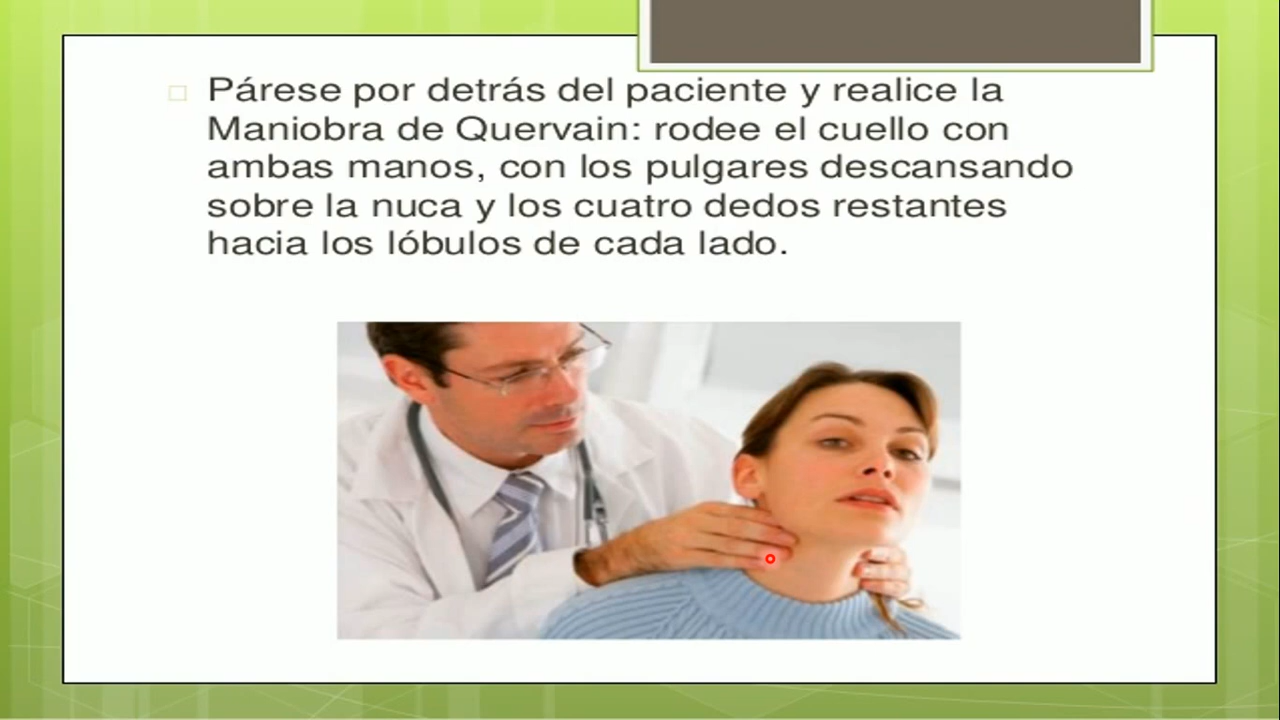 Párese por detrás del paciente y realice la
Maniobra de Quervain: rodee el cuello con
ambas manos, con los pulgares descansando
sobre la nuca y los cuatro dedos restantes
hacia los lóbulos de cada lado.